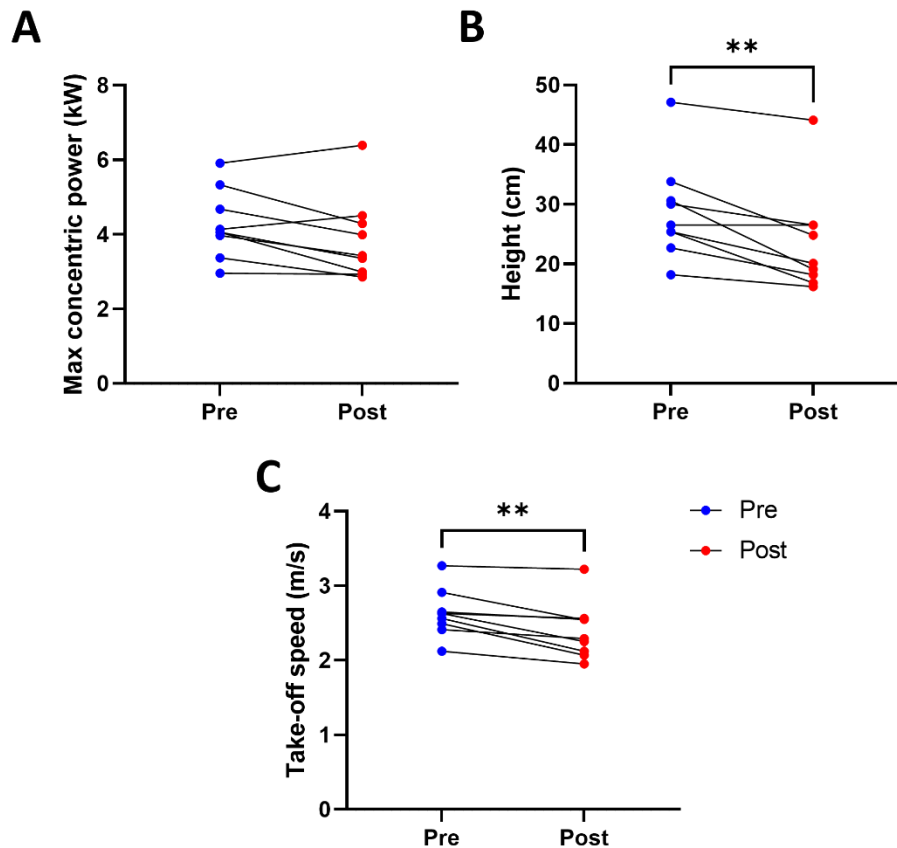 A
Max concentric power (kW)
8
6
4
2
0
Pre
Post
B
**
Height (cm)
50
40
30
20
10
0
Pre
Post
C
**
Take-off speed (m/s)
4
3
2
1
0
Pre
Post
Pre
Post